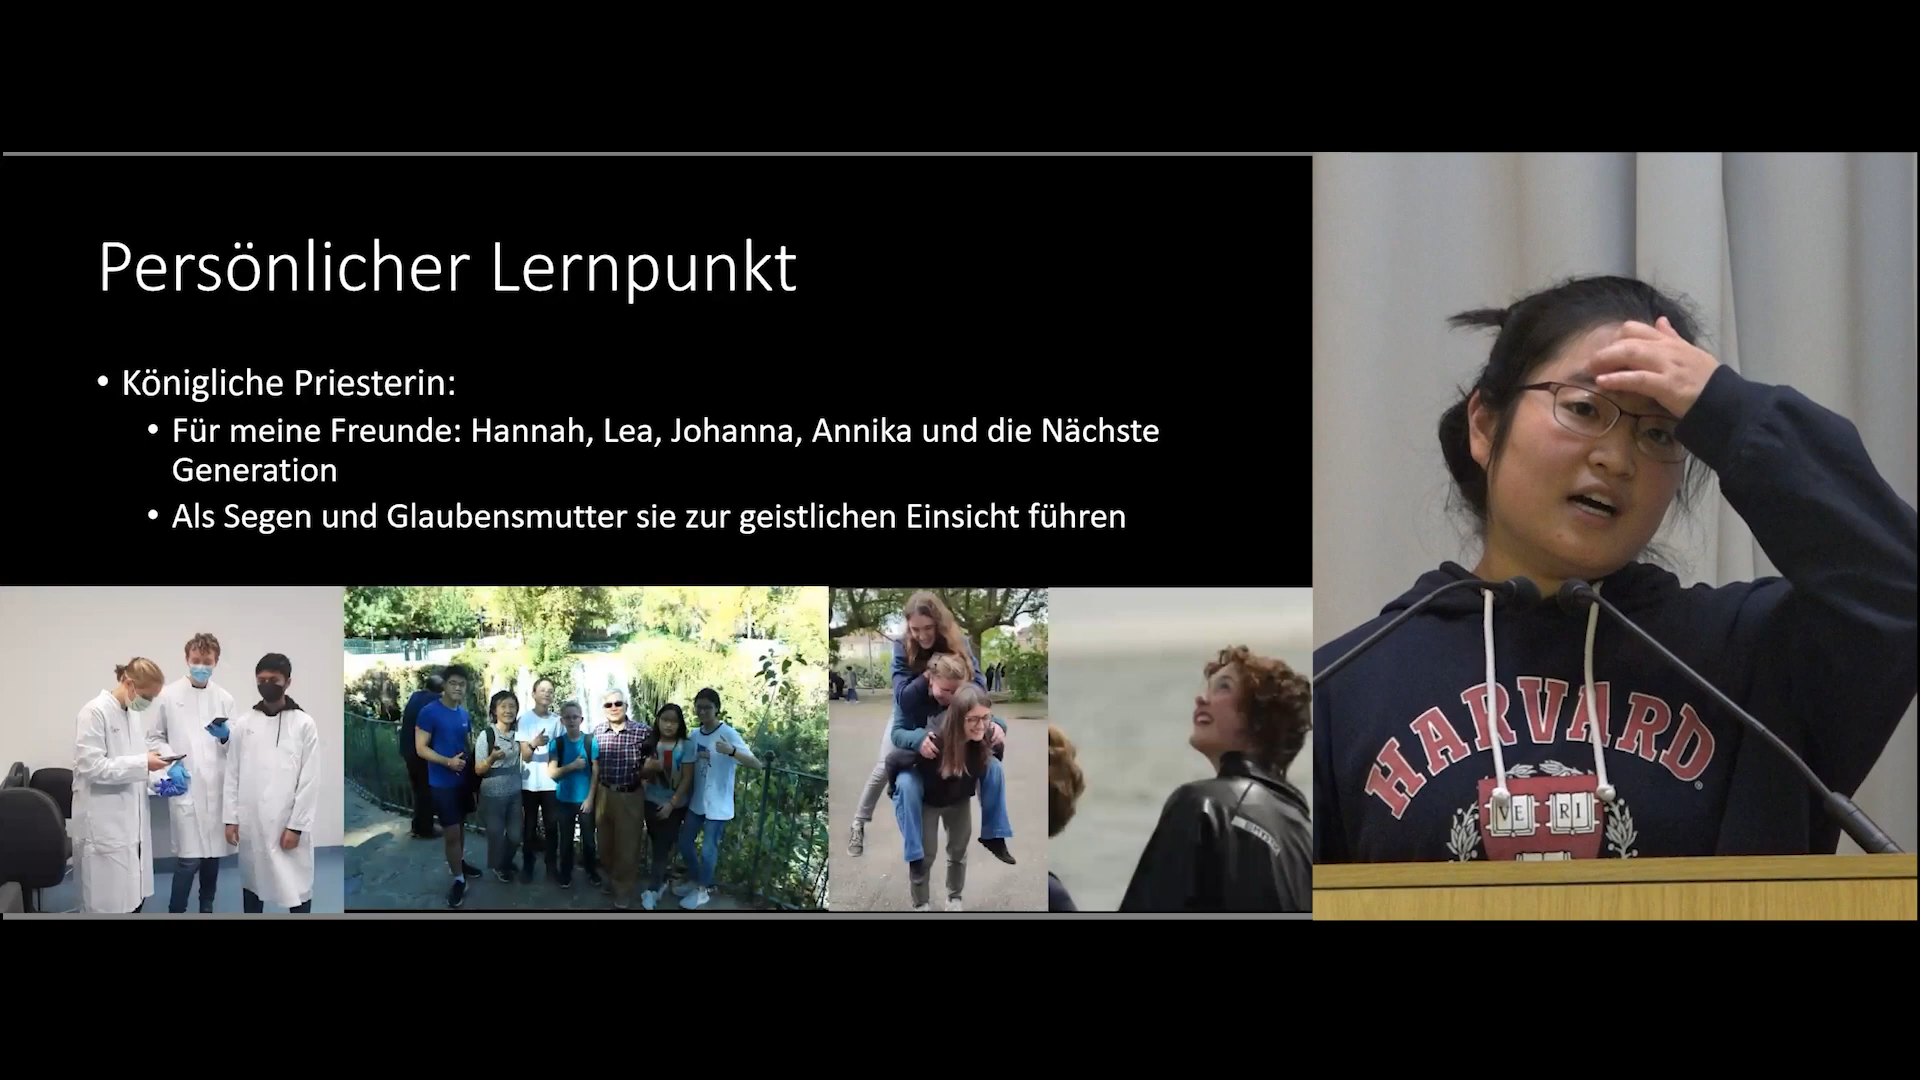 Persönlicher Lernpunkt
• Königliche Priesterin:
• Für meine Freunde: Hannah, Lea, Johanna, Annika und die Nächste
Generation
• Als Segen und Glaubensmutter sie zur geistlichen Einsicht führen
HARVARD
VE RI